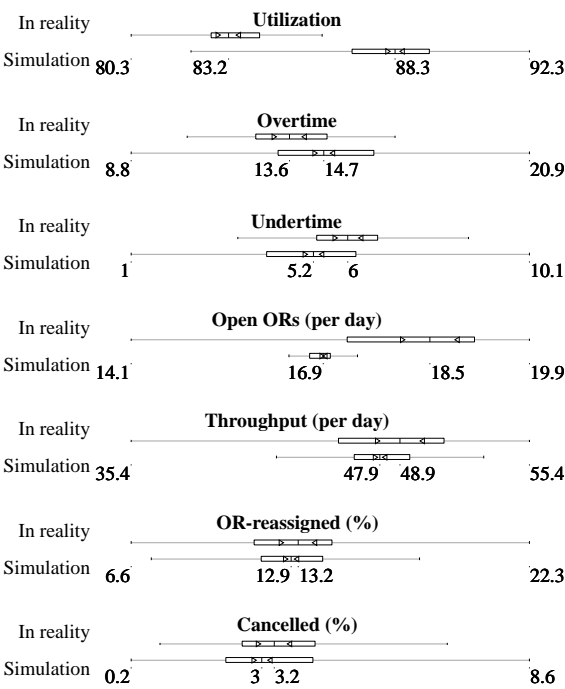 Utilization
In reality
Simulation
80.3 83.2 88.3 92.3
Overtime
In reality
Simulation
8.8 13.6 14.7 20.9
Undertime
In reality
Simulation
1 5.2 6 10.1
Open ORs (per day)
In reality
Simulation
14.1 16.9 18.5 19.9
Throughput (per day)
In reality
Simulation
35.4 47.9 48.9 55.4
OR-reassigned (%)
In reality
Simulation
6.6 12.9 13.2 22.3
Cancelled (%)
In reality
Simulation
0.2 3 3.2 8.6